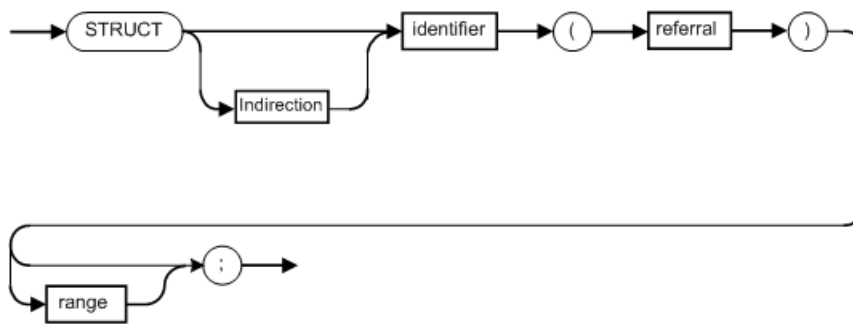 STRUCT identifier ( referral )
Indirection
;
range